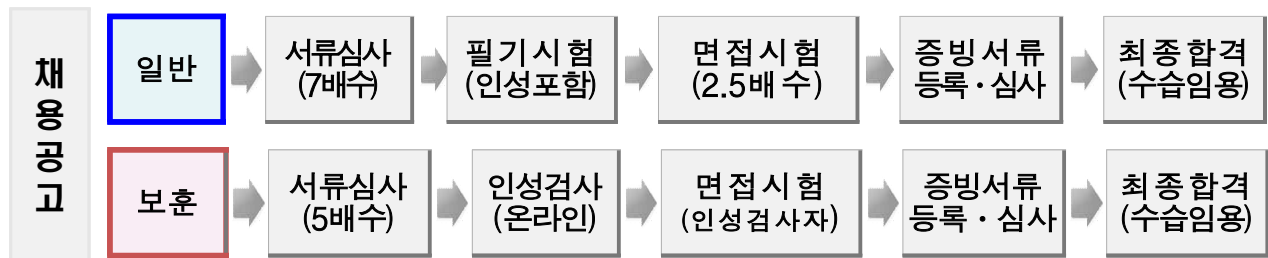 채용공고
일반
서류심사
(7배수)
필기시험
(인성포함)
면접시험
(2.5배수)
증빙서류
등록·심사
최종합격
(수습임용)
보훈
서류심사
(5배수)
인성검사
(온라인)
면접시험
(인성검사자)
증빙서류
등록·심사
최종합격
(수습임용)